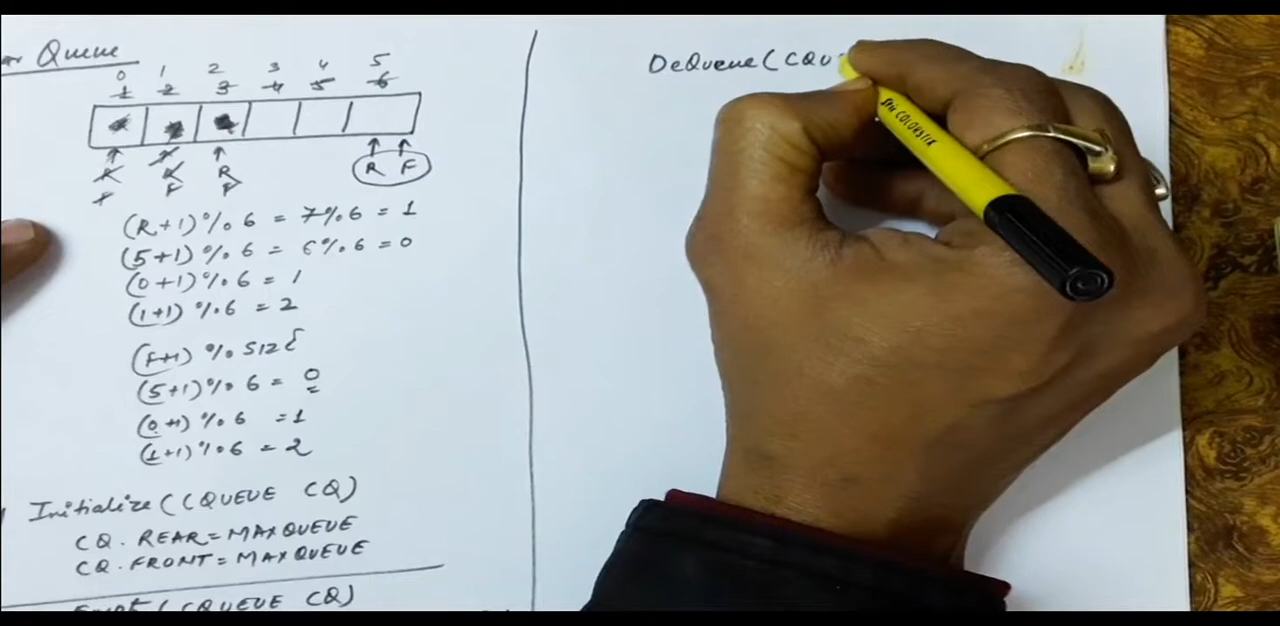 Queue
0 1 2 3 4 5
1 2 3 4 5 6
R R R R F
F F F
(R+1)%6 = 7%6 = 1
(5+1)%6 = 6%6 = 0
(0+1)%6 = 1
(1+1)%6 = 2
(F+1) % SIZE
(5+1)%6 = 0
(0+1)%6 = 1
(1+1)%6 = 2
Initialize (CQUEUE CQ)
CQ. REAR = MAXQUEUE
CQ. FRONT = MAXQUEUE
(CQUEUE CQ)
DeQueue (CQU
Stic COLORSTIX